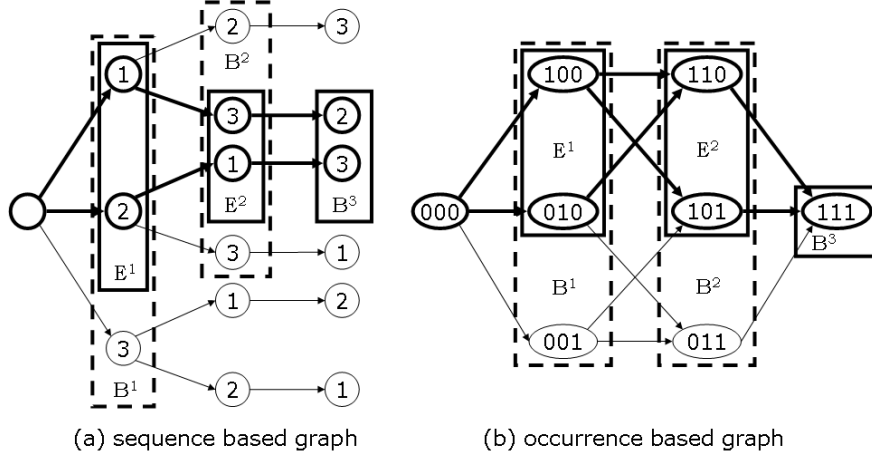 2 3
B²
1
3 2
1 3
2
E² B³
3 1
E¹
1 2
3
B¹
2 1
(a) sequence based graph
100 110
E¹ E²
000 010 101 111
B³
B¹ B²
001 011
(b) occurrence based graph